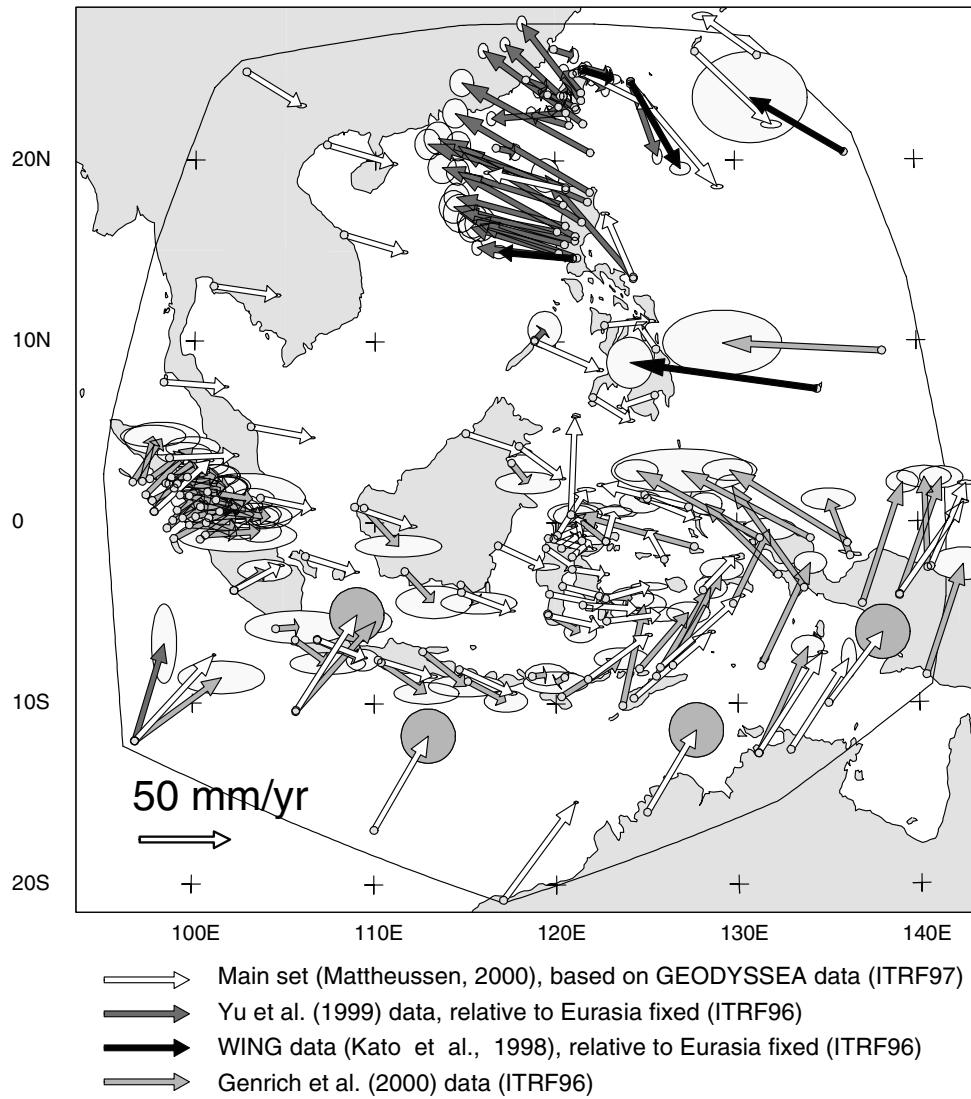 20N
10N
0
10S
20S
50 mm/yr
100E 110E 120E 130E 140E
Main set (Mattheussen, 2000), based on GEODYSSEA data (ITRF97)
Yu et al. (1999) data, relative to Eurasia fixed (ITRF96)
WING data (Kato et al., 1998), relative to Eurasia fixed (ITRF96)
Genrich et al. (2000) data (ITRF96)